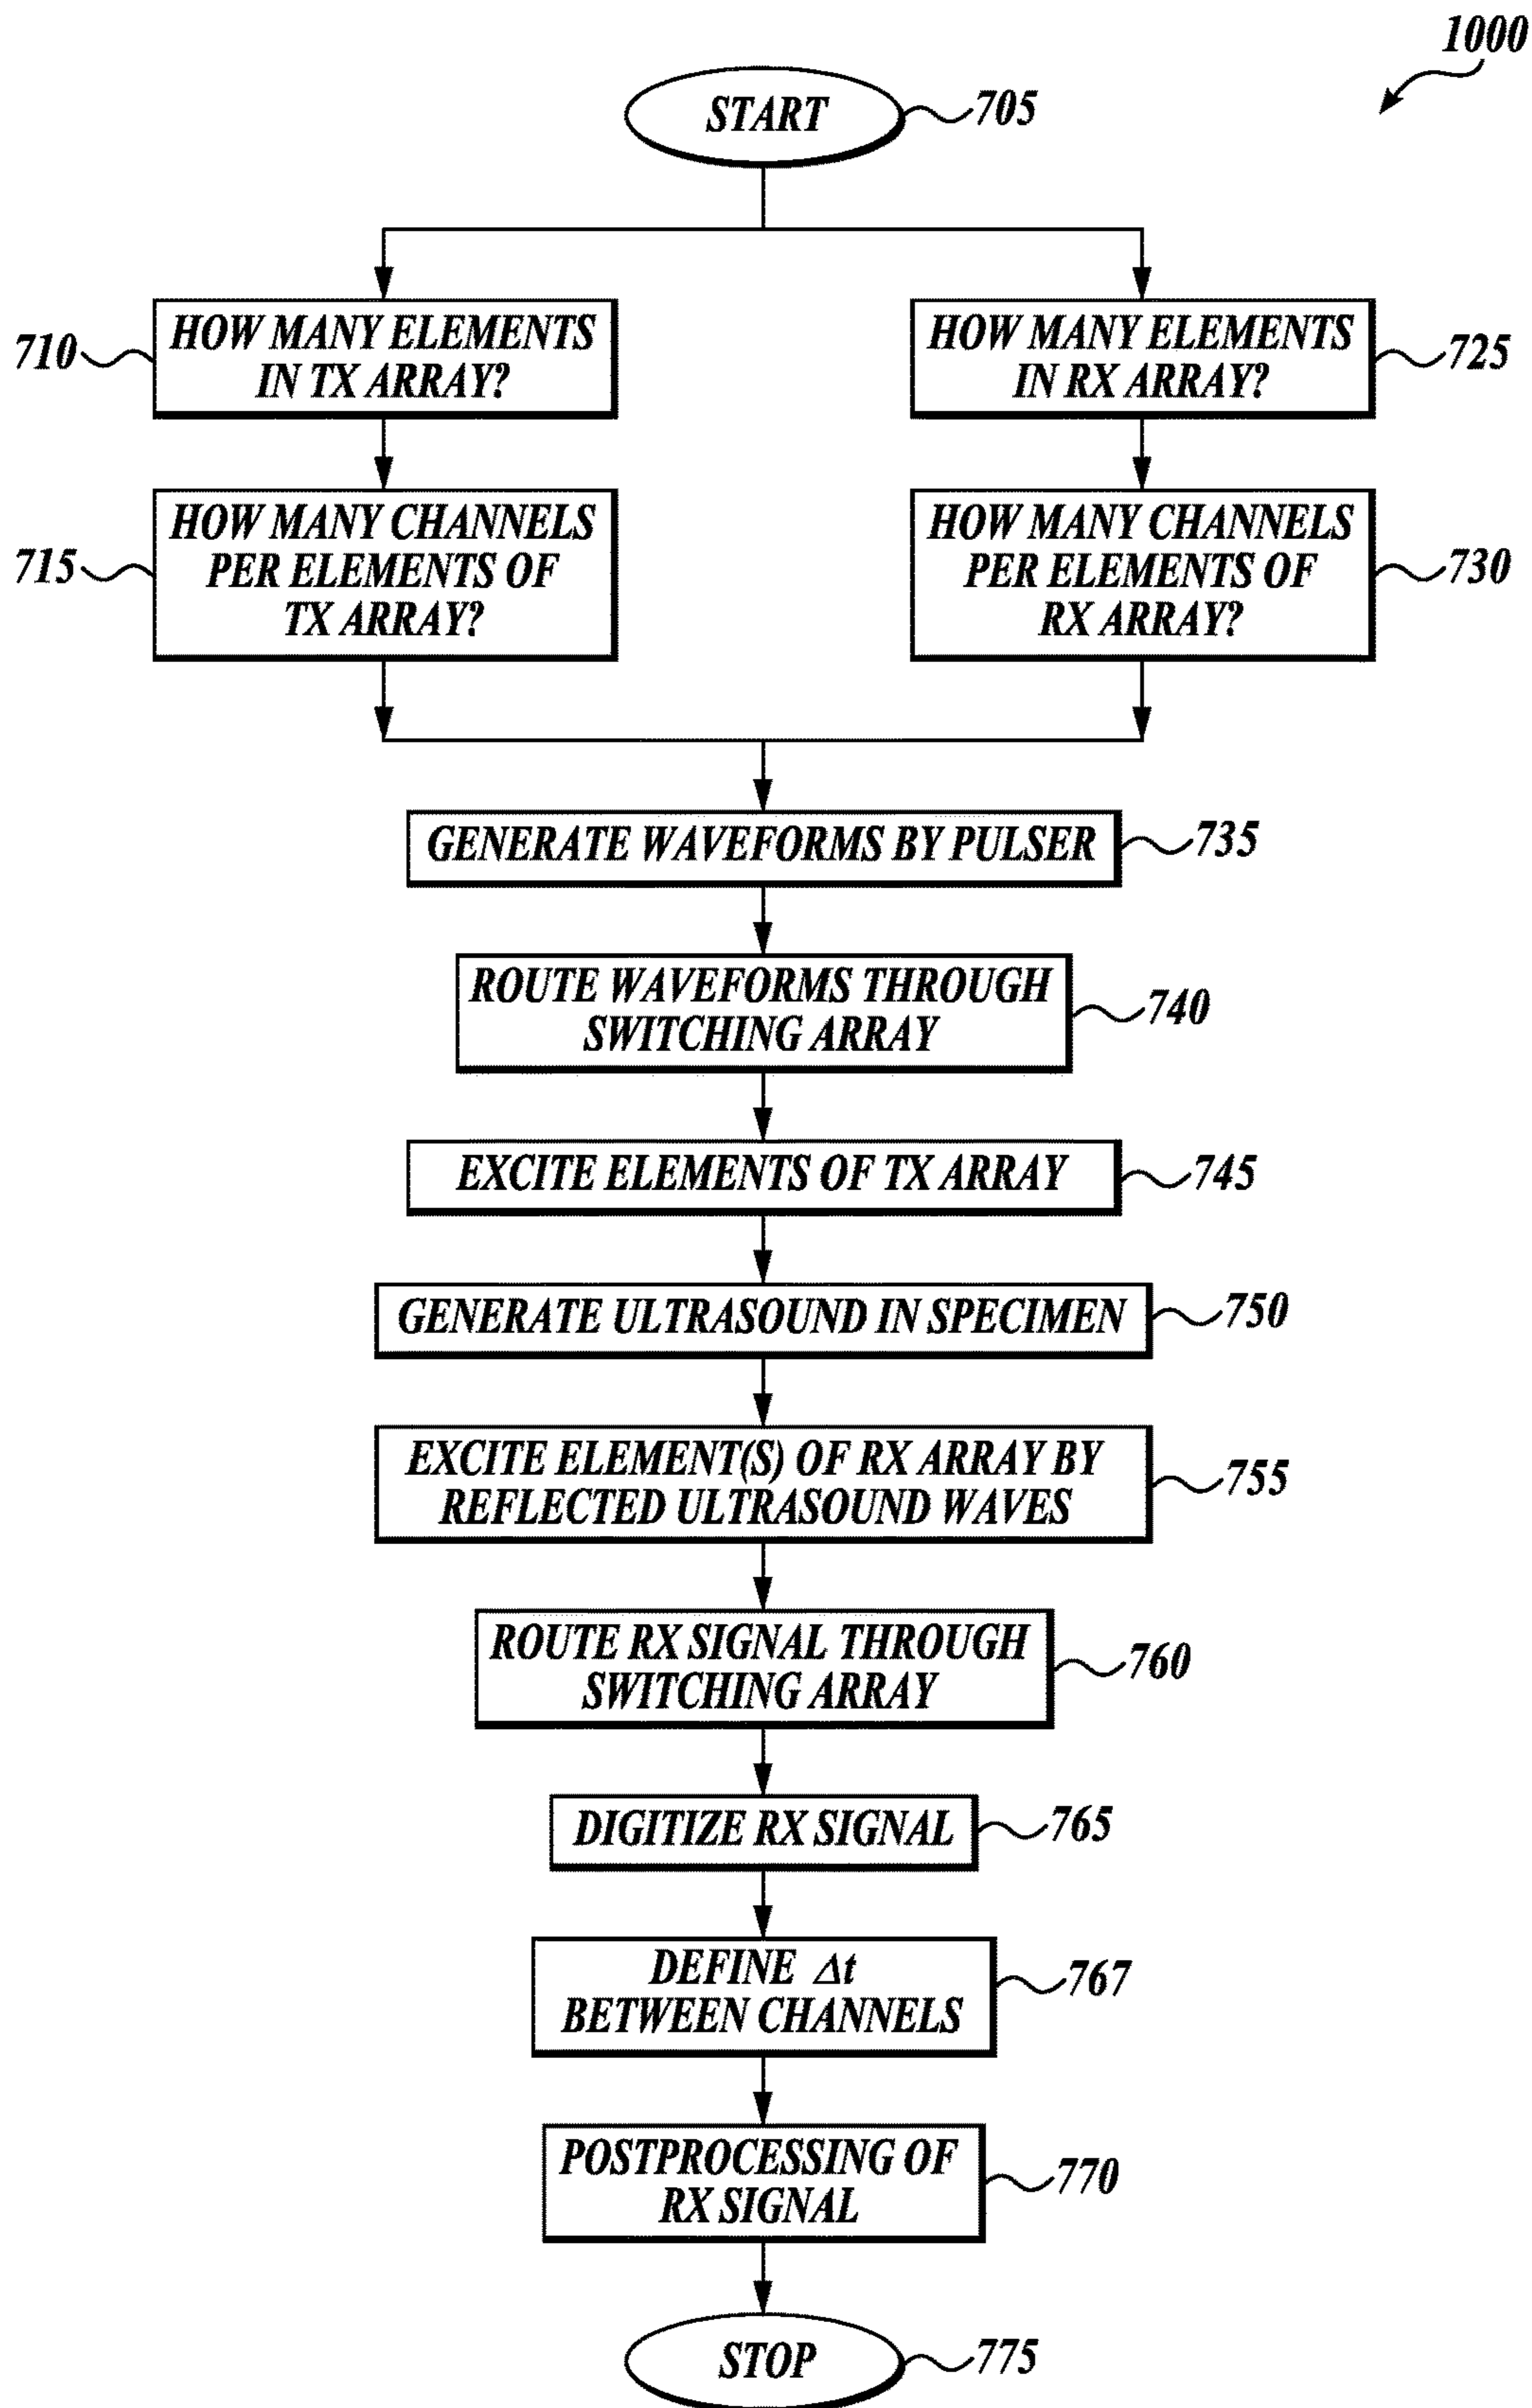 1000
START
705
HOW MANY ELEMENTS
IN TX ARRAY?
710
HOW MANY ELEMENTS
IN RX ARRAY?
725
HOW MANY CHANNELS
PER ELEMENTS OF
TX ARRAY?
715
HOW MANY CHANNELS
PER ELEMENTS OF
RX ARRAY?
730
GENERATE WAVEFORMS BY PULSER
735
ROUTE WAVEFORMS THROUGH
SWITCHING ARRAY
740
EXCITE ELEMENTS OF TX ARRAY
745
GENERATE ULTRASOUND IN SPECIMEN
750
EXCITE ELEMENT(S) OF RX ARRAY BY
REFLECTED ULTRASOUND WAVES
755
ROUTE RX SIGNAL THROUGH
SWITCHING ARRAY
760
DIGITIZE RX SIGNAL
765
DEFINE Δt
BETWEEN CHANNELS
767
POSTPROCESSING OF
RX SIGNAL
770
STOP
775